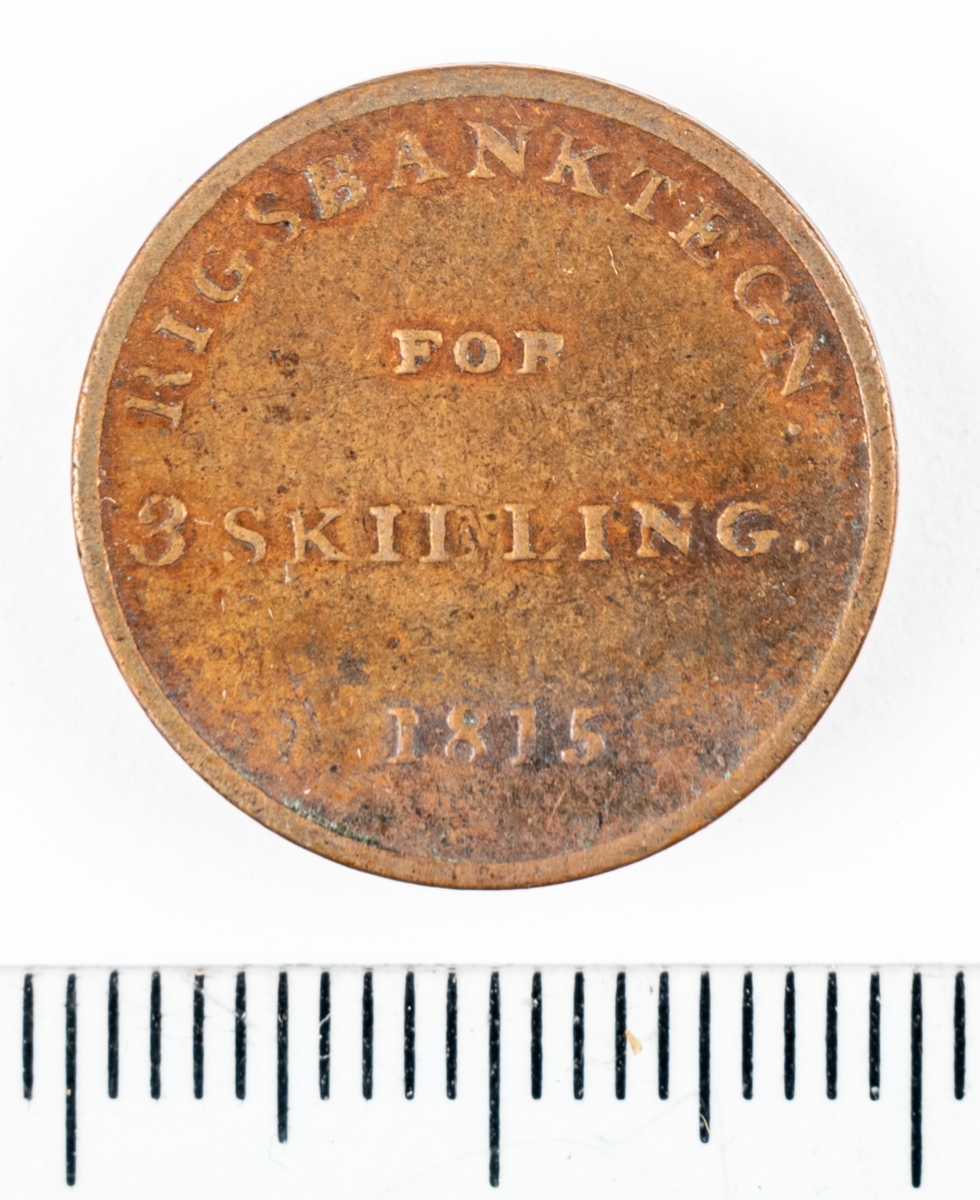 RIGSBANKTEGN.
FOR
3 SKILLING.
1815